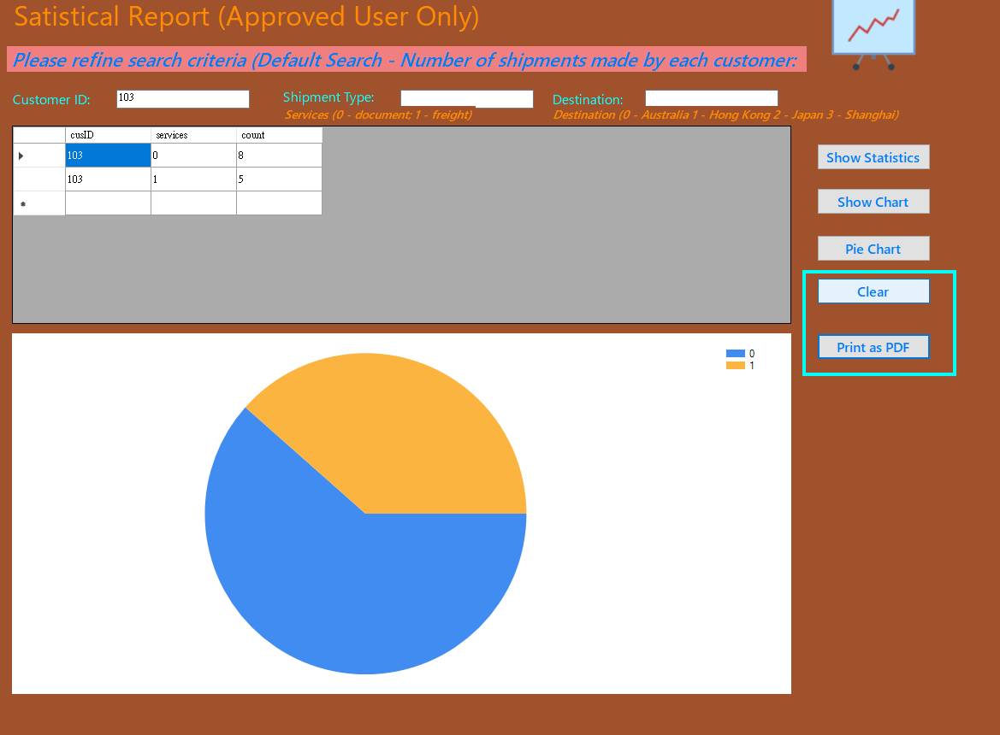 Satistical Report (Approved User Only)
Please refine search criteria (Default Search - Number of shipments made by each customer:
Customer ID: 103 Shipment Type: Destination:
Services (0 - document; 1 - freight) Destination (0 - Australia 1 - Hong Kong 2 - Japan 3 - Shanghai)
cusID services count
103 0 8
103 1 5
Show Statistics
Show Chart
Pie Chart
Clear
Print as PDF
0
1